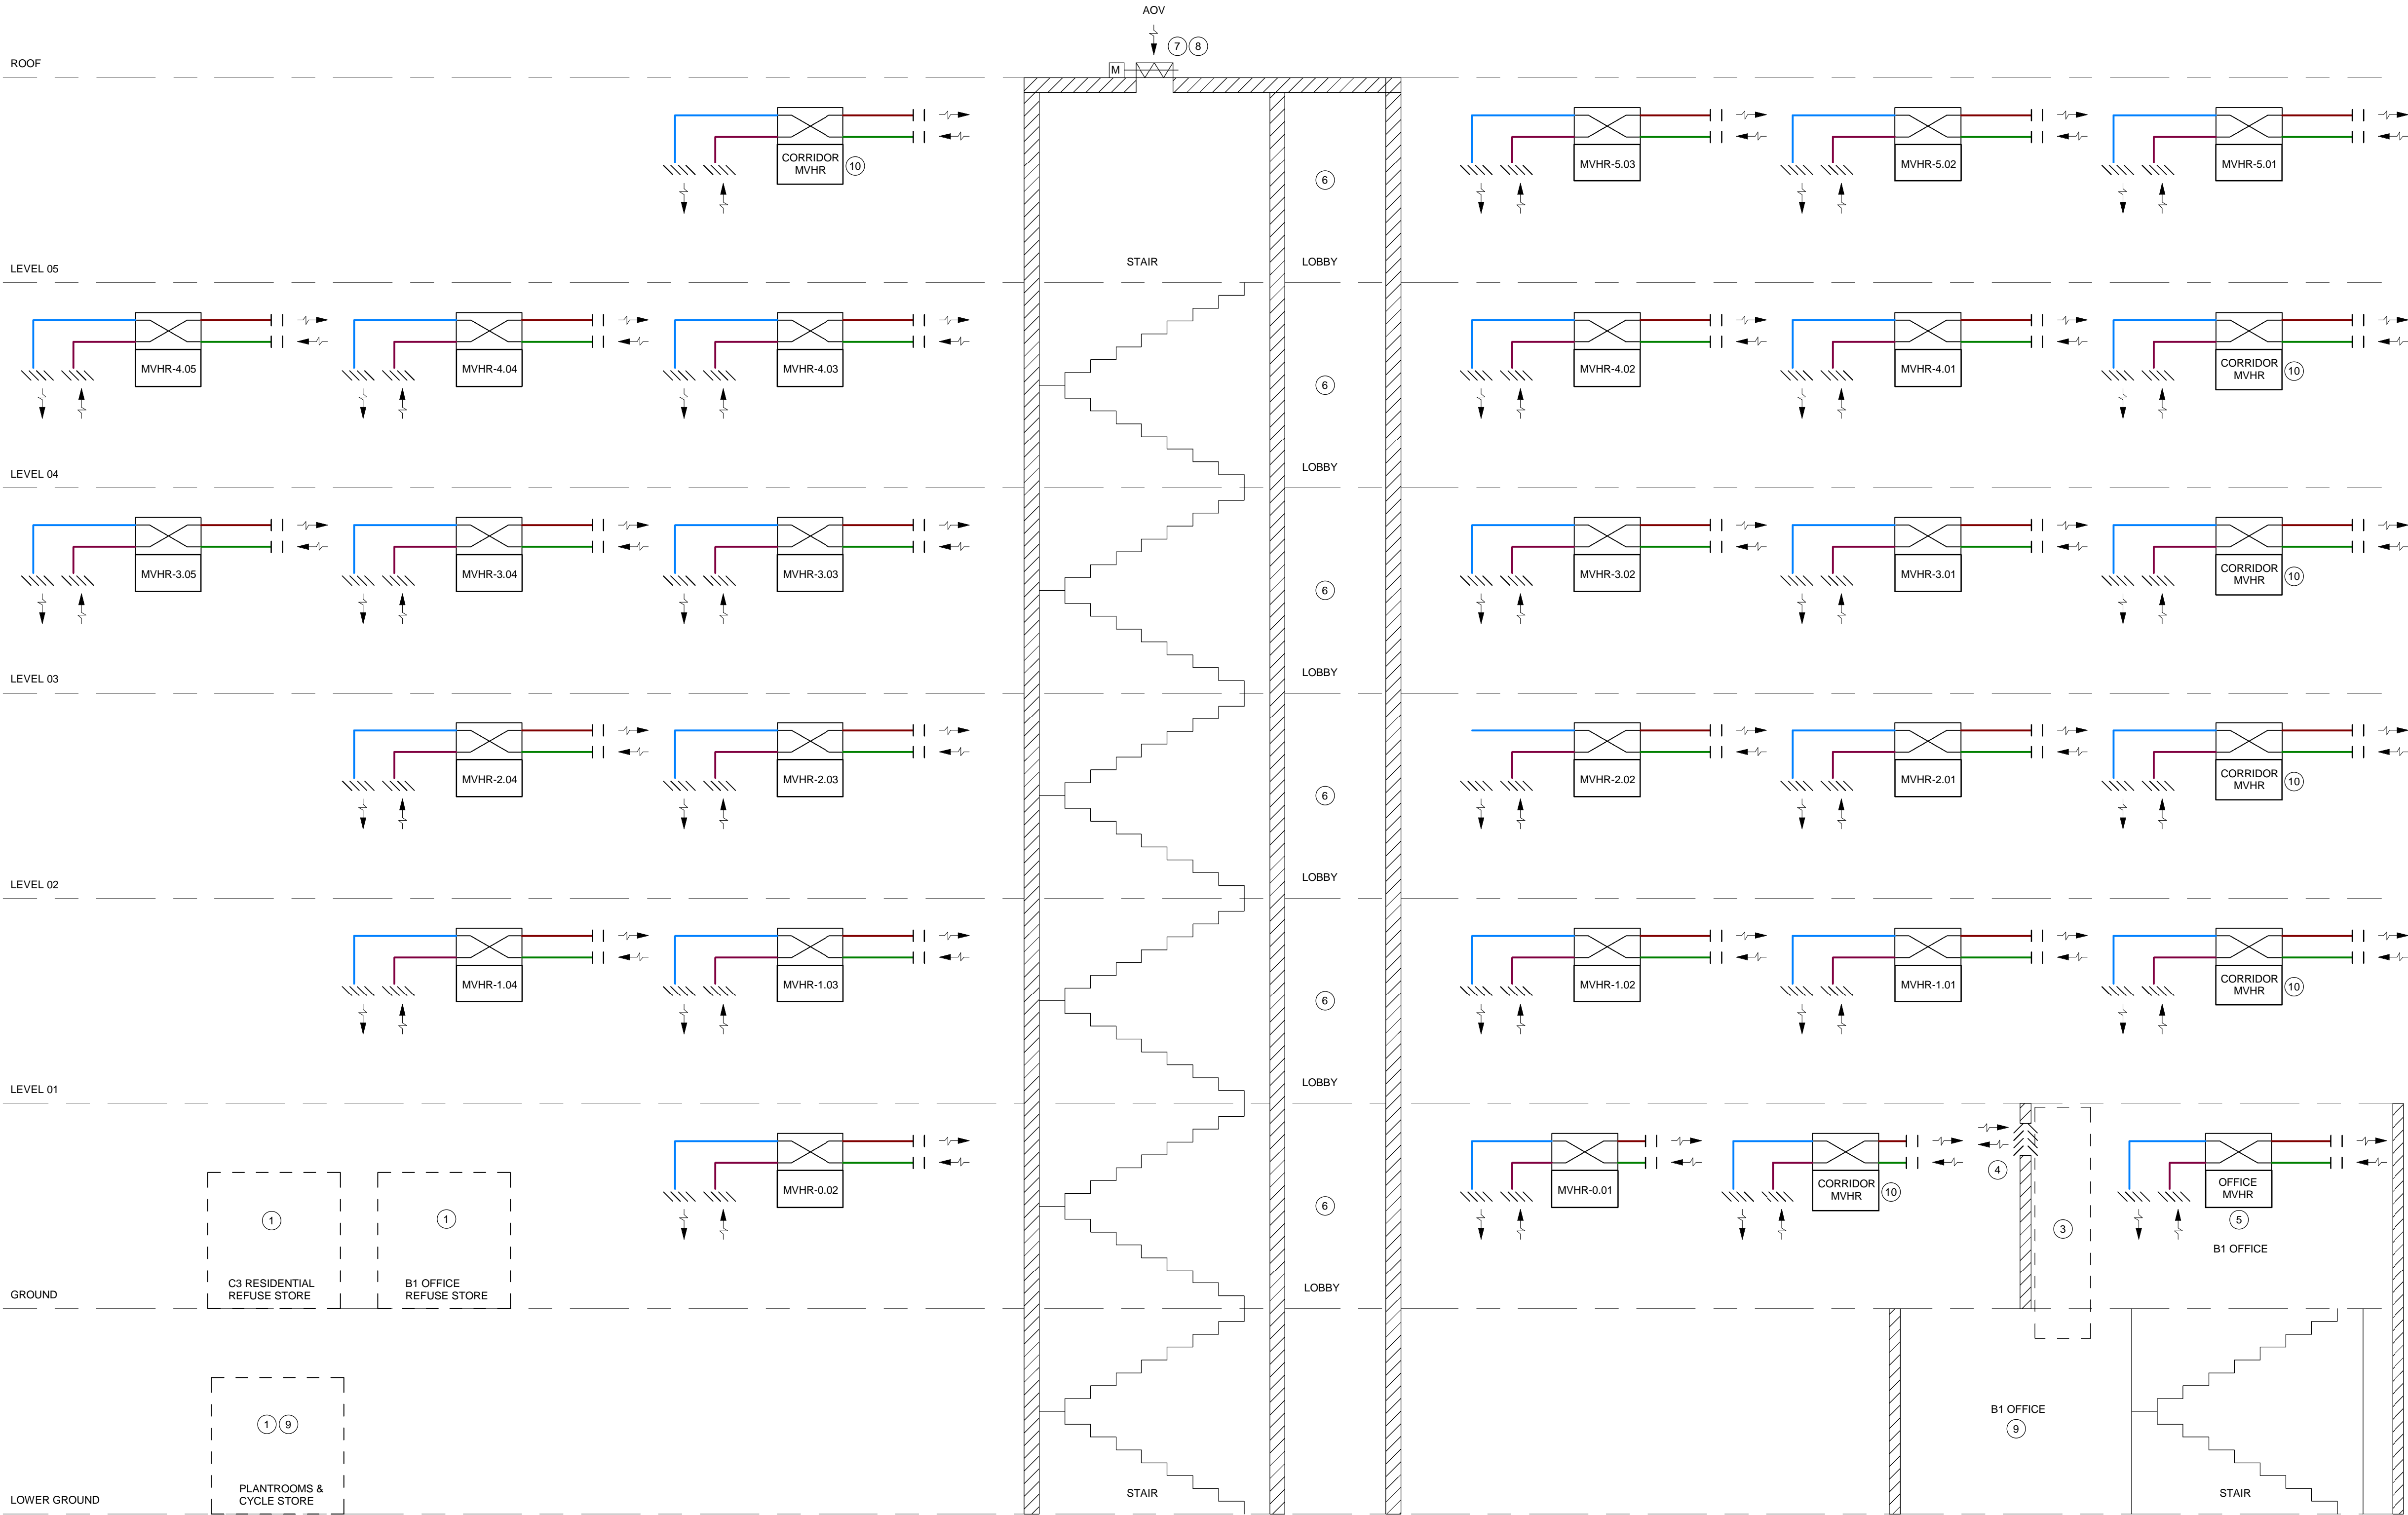 AOV
7 8
ROOF
M
CORRIDOR
MVHR
10
6
MVHR-5.03
MVHR-5.02
MVHR-5.01
LEVEL 05
STAIR
LOBBY
MVHR-4.05
MVHR-4.04
MVHR-4.03
6
MVHR-4.02
MVHR-4.01
CORRIDOR
MVHR
10
LEVEL 04
LOBBY
MVHR-3.05
MVHR-3.04
MVHR-3.03
6
MVHR-3.02
MVHR-3.01
CORRIDOR
MVHR
10
LEVEL 03
LOBBY
MVHR-2.04
MVHR-2.03
6
MVHR-2.02
MVHR-2.01
CORRIDOR
MVHR
10
LEVEL 02
LOBBY
MVHR-1.04
MVHR-1.03
6
MVHR-1.02
MVHR-1.01
CORRIDOR
MVHR
10
LEVEL 01
LOBBY
1
C3 RESIDENTIAL
REFUSE STORE
1
B1 OFFICE
REFUSE STORE
MVHR-0.02
6
MVHR-0.01
CORRIDOR
MVHR
10
4
3
OFFICE
MVHR
5
B1 OFFICE
GROUND
LOBBY
1 9
PLANTROOMS &
CYCLE STORE
B1 OFFICE
9
LOWER GROUND
STAIR
STAIR